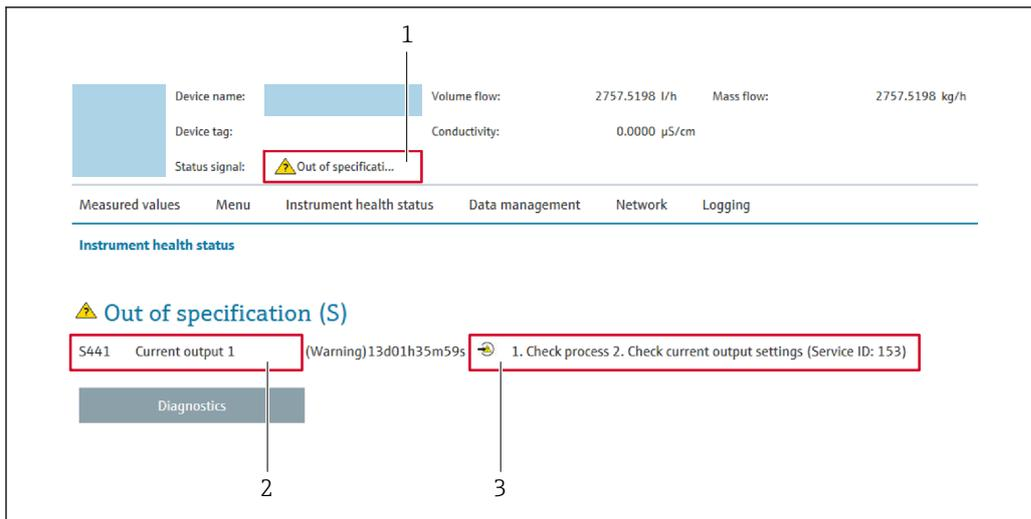 1
Device name:
Volume flow: 2757.5198 l/h Mass flow: 2757.5198 kg/h
Device tag:
Conductivity: 0.0000 µS/cm
Status signal: Out of specificati...
Measured values Menu Instrument health status Data management Network Logging
Instrument health status
Out of specification (S)
S441 Current output 1 (Warning)13d01h35m59s 1. Check process 2. Check current output settings (Service ID: 153)
Diagnostics
2 3